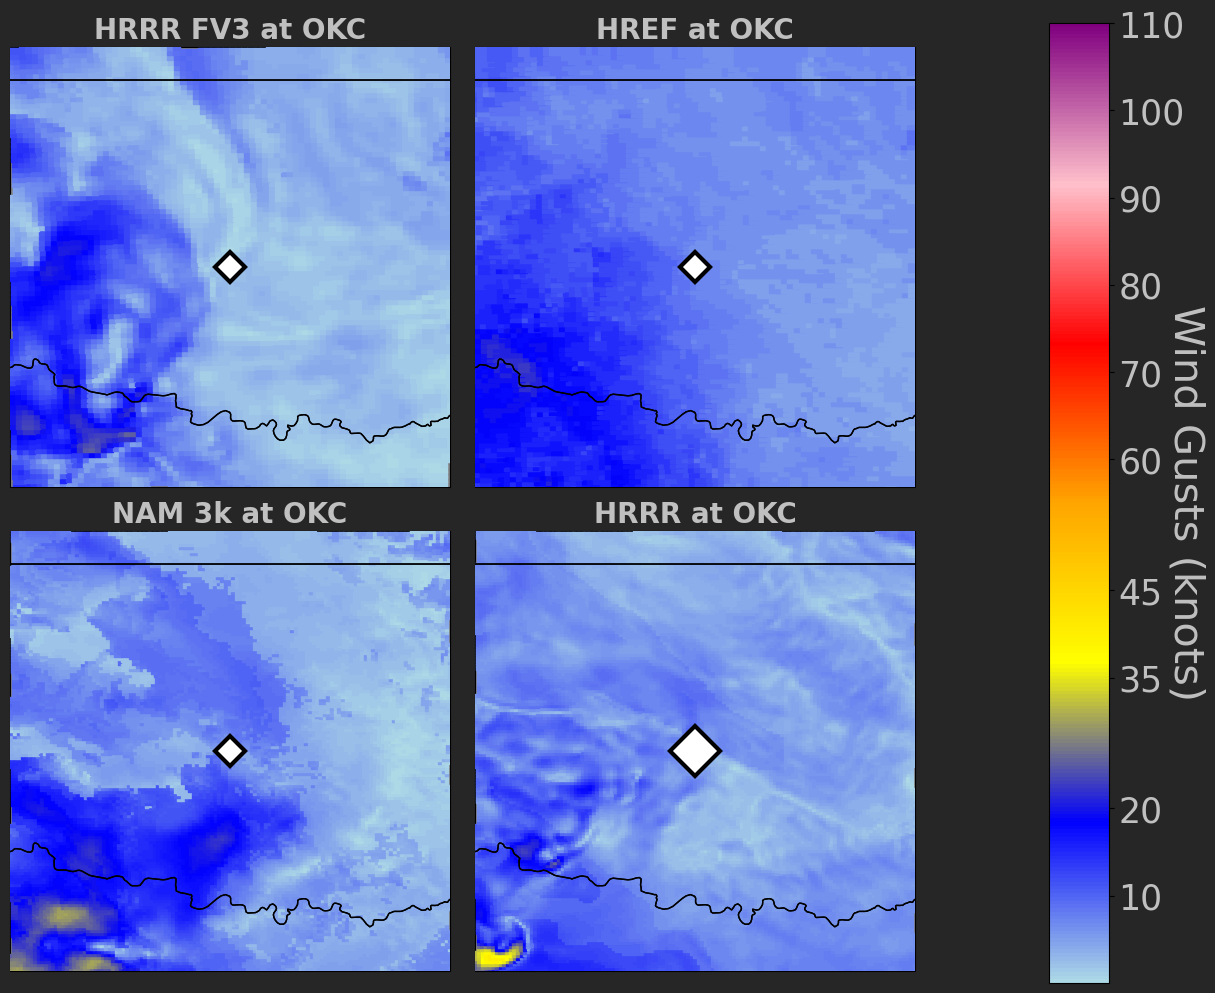 HRRR FV3 at OKC
HREF at OKC
NAM 3k at OKC
HRRR at OKC
110
100
90
80
70
60
45
35
20
10
Wind Gusts (knots)